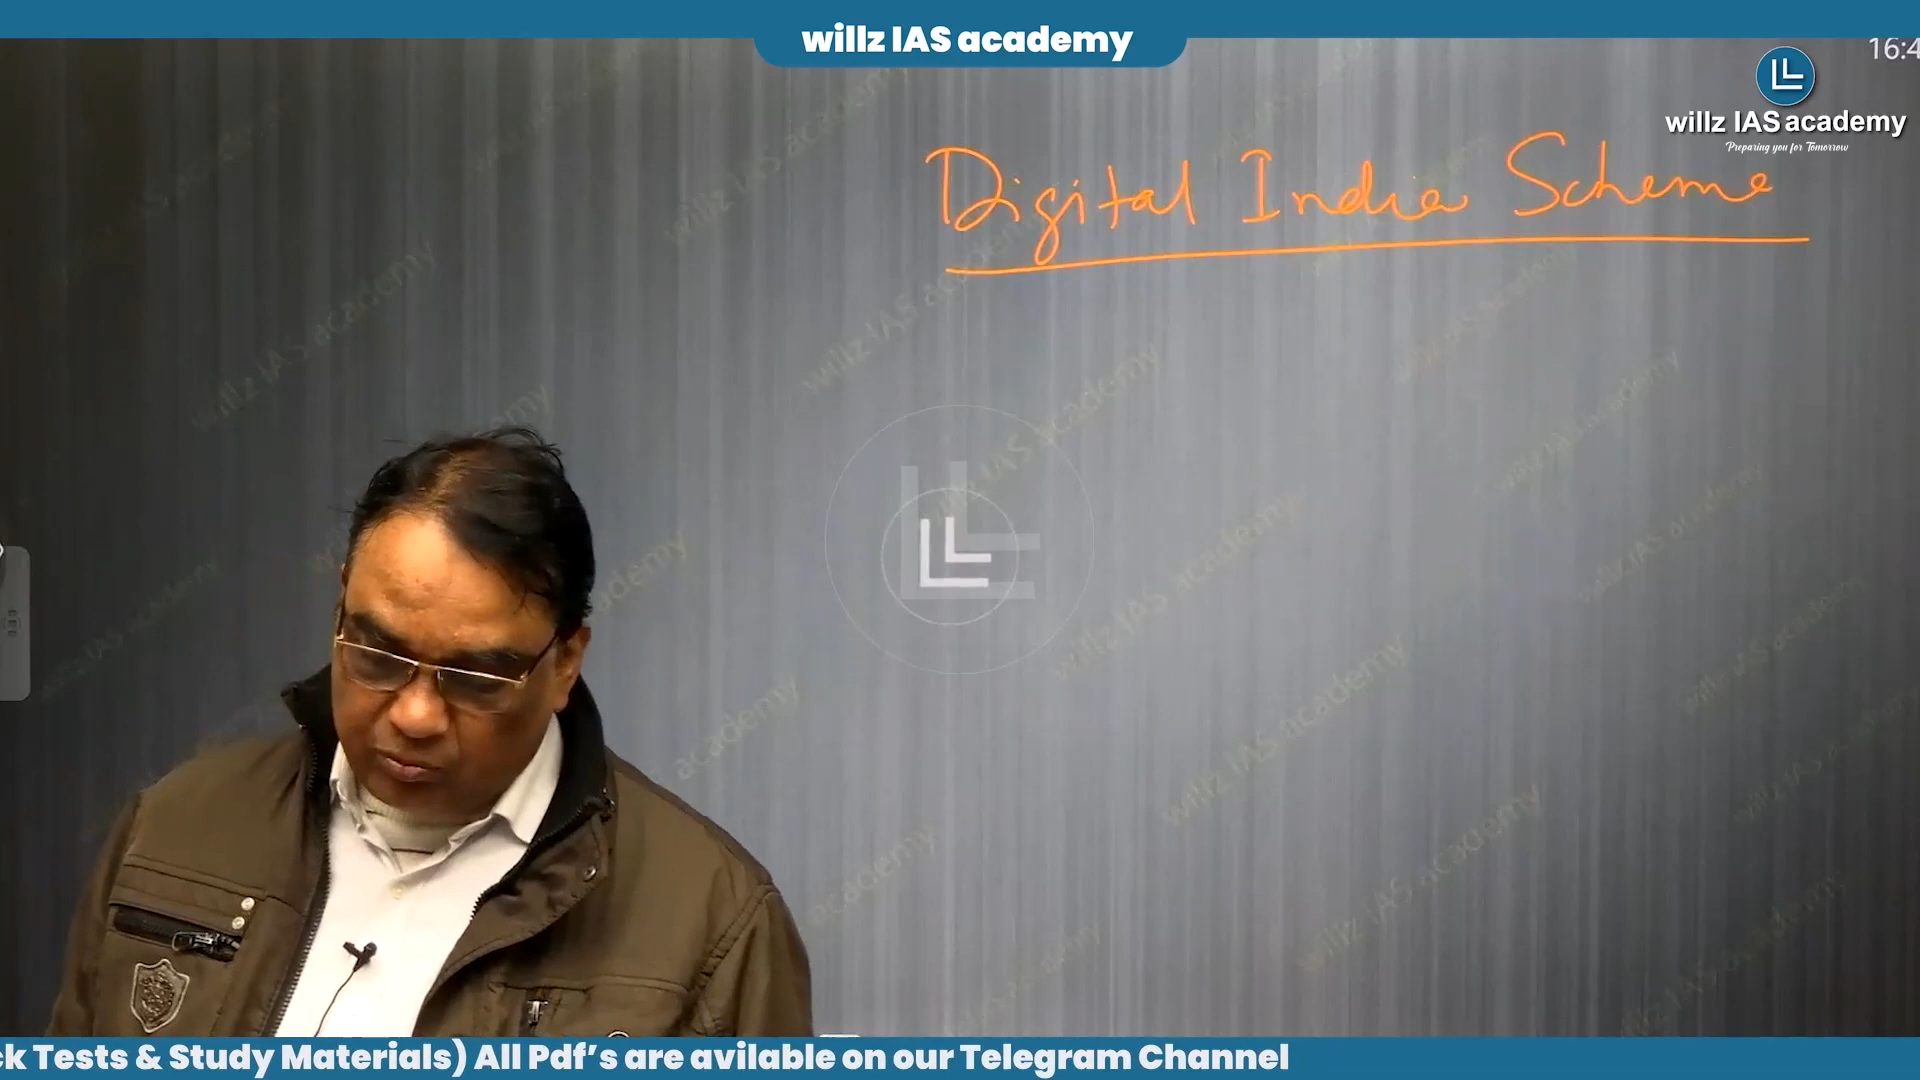 willz IAS academy
16:4
willz IAS academy
Preparing you for Tomorrow
Digital India Scheme
ck Tests & Study Materials) All Pdf's are avilable on our Telegram Channel